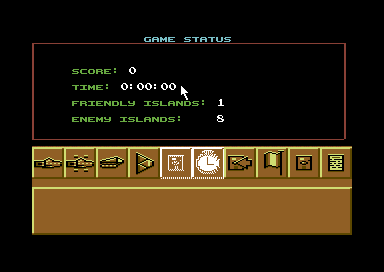 GAME STATUS
SCORE: 0
TIME: 0:00:00
FRIENDLY ISLANDS: 1
ENEMY ISLANDS: 8